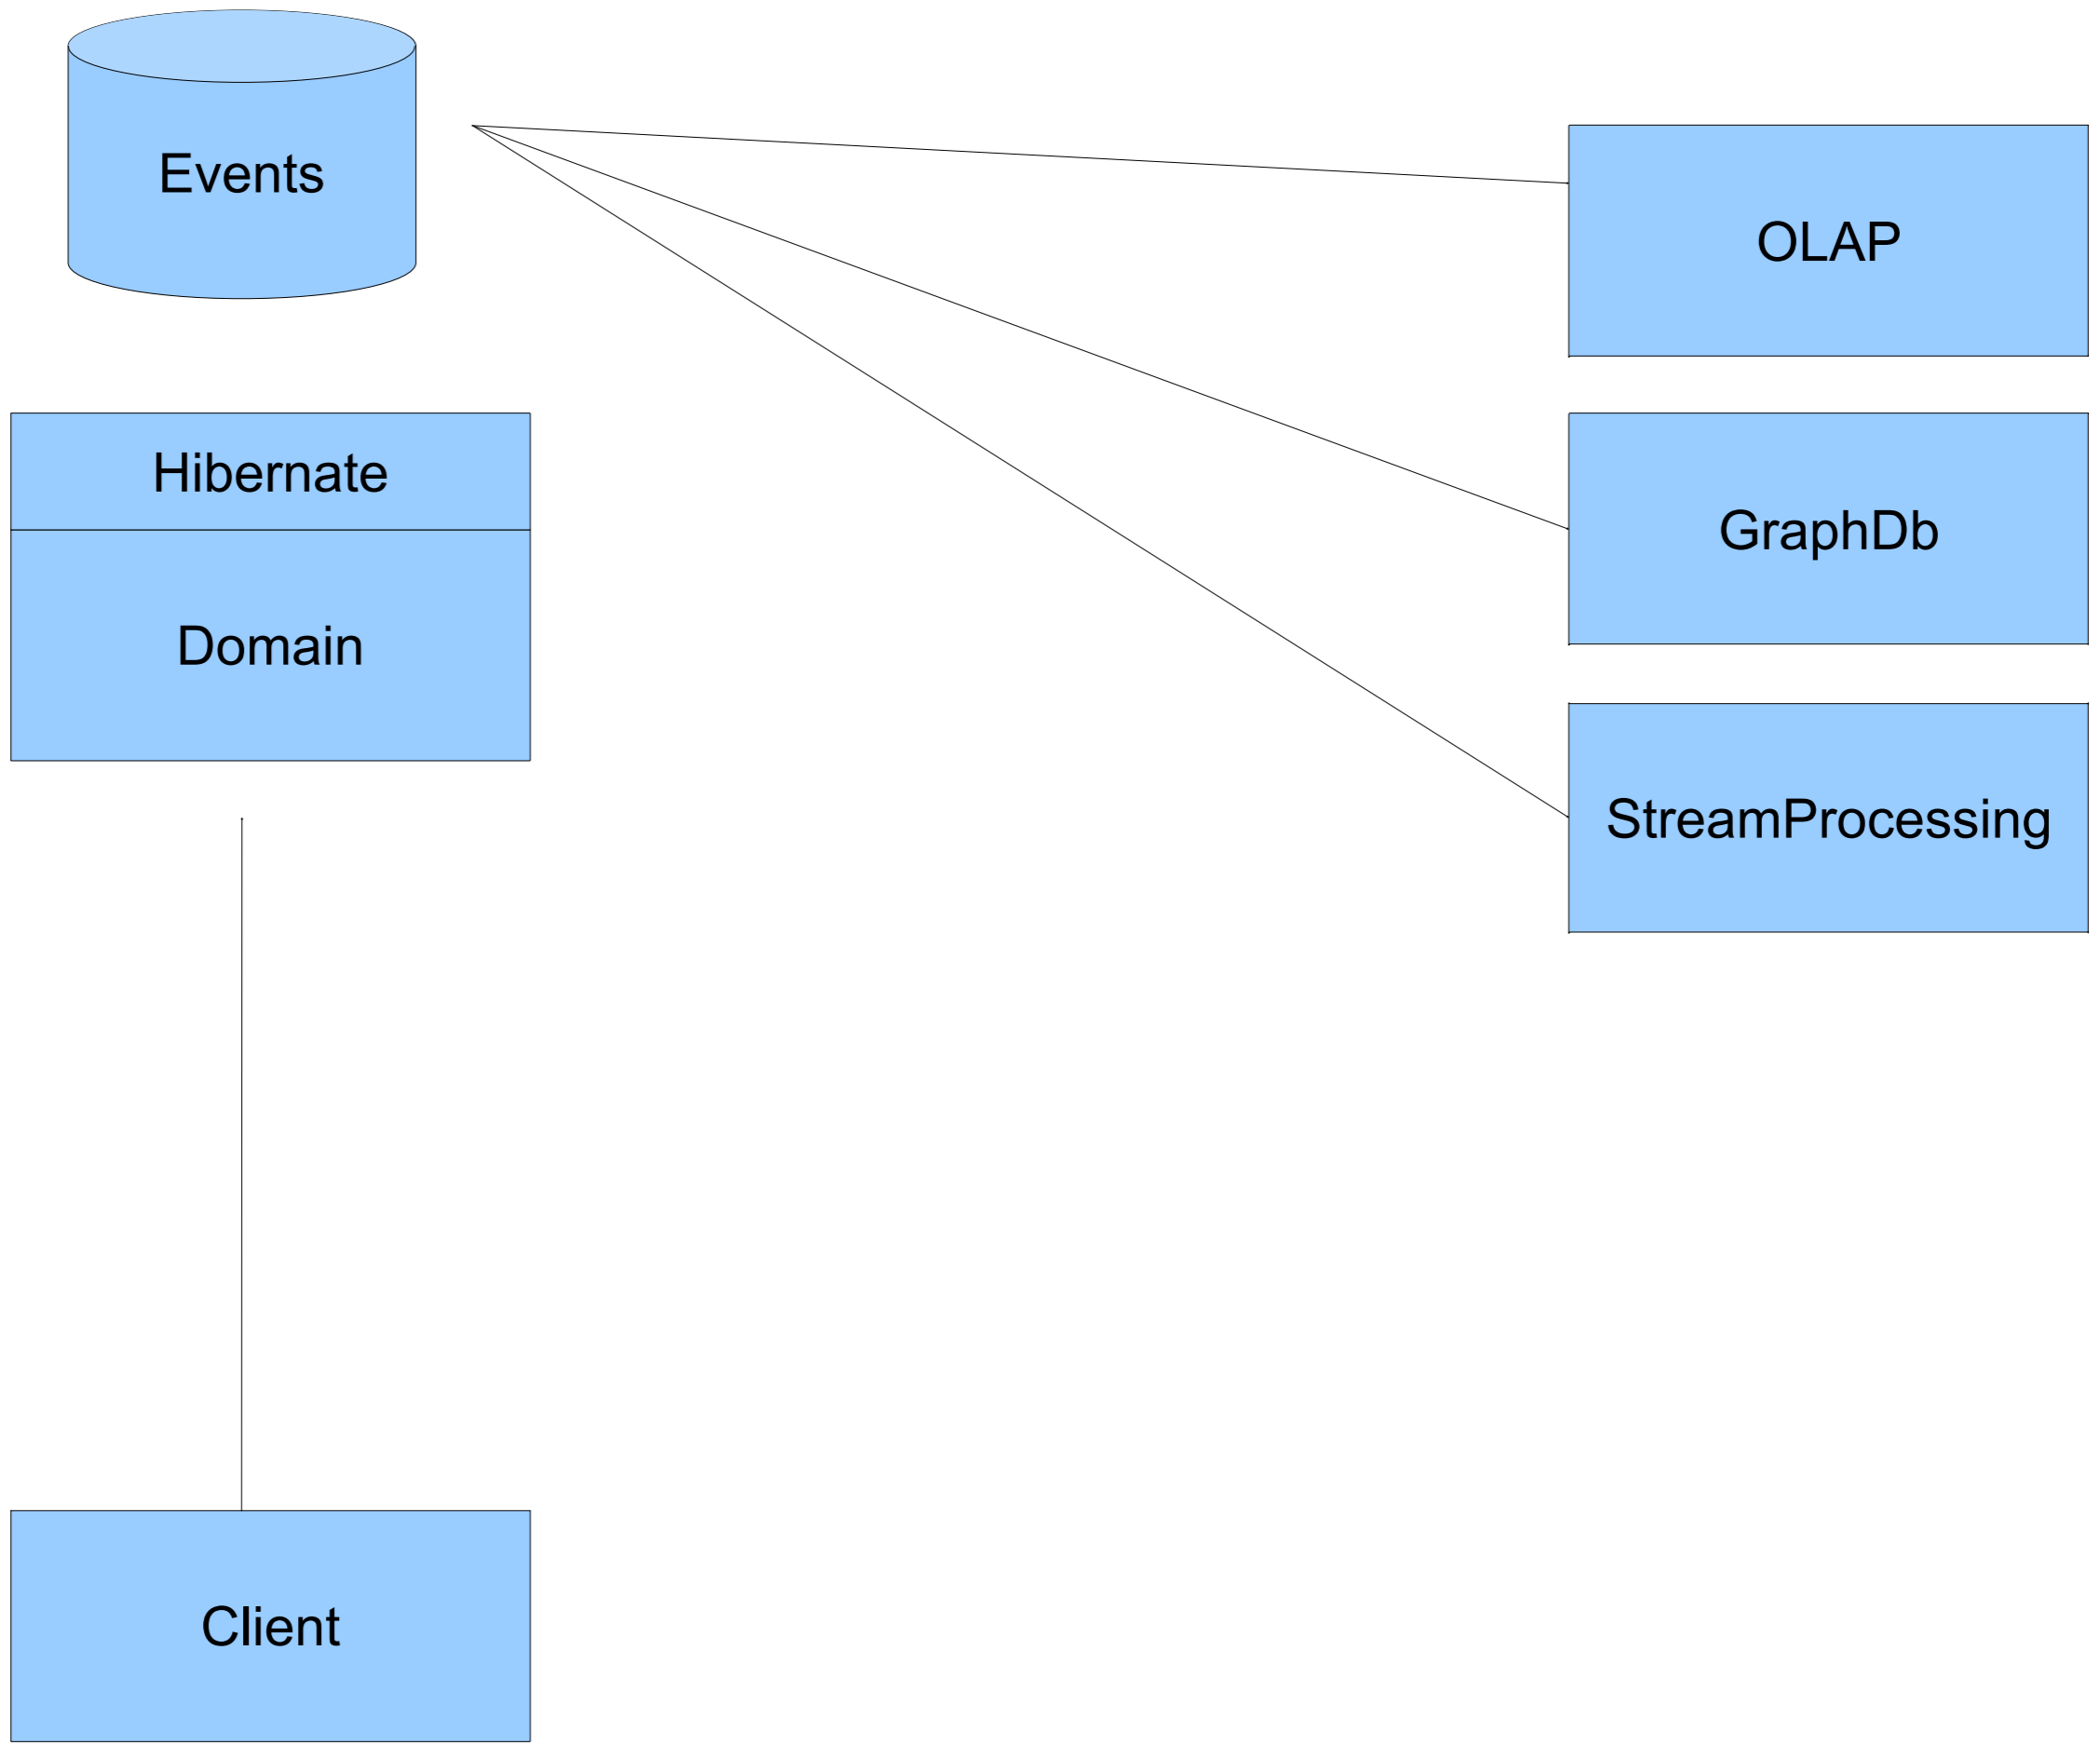 Events
OLAP
Hibernate
GraphDb
Domain
StreamProcessing
Client